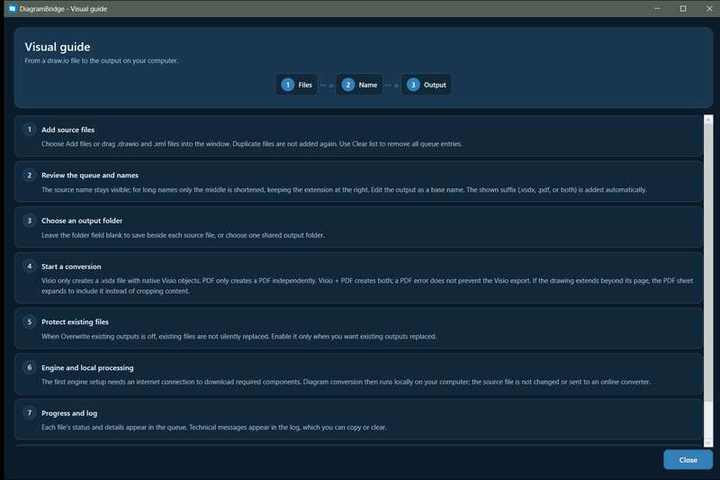 DiagramBridge - Visual guide
Visual guide
From a draw.io file to the output on your computer.
1 Files
2 Name
3 Output
1 Add source files
Choose Add files or drag .drawio and .xml files into the window. Duplicate files are not added again. Use Clear list to remove all queue entries.
2 Review the queue and names
The source name stays visible; for long names only the middle is shortened, keeping the extension at the right. Edit the output as a base name. The shown suffix (.vsdx, .pdf, or both) is added automatically.
3 Choose an output folder
Leave the folder field blank to save beside each source file, or choose one shared output folder.
4 Start a conversion
Visio only creates a .vsdx file with native Visio objects. PDF only creates a PDF independently. Visio + PDF creates both; a PDF error does not prevent the Visio export. If the drawing extends beyond its page, the PDF sheet
expands to include it instead of cropping content.
5 Protect existing files
When Overwrite existing outputs is off, existing files are not silently replaced. Enable it only when you want existing outputs replaced.
6 Engine and local processing
The first engine setup needs an internet connection to download required components. Diagram conversion then runs locally on your computer; the source file is not changed or sent to an online converter.
7 Progress and log
Each file's status and details appear in the queue. Technical messages appear in the log, which you can copy or clear.
Close